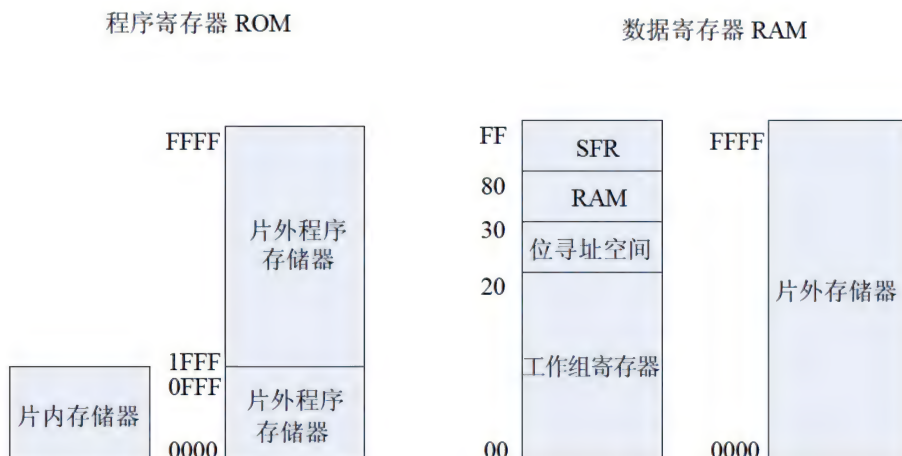 程序寄存器 ROM
数据寄存器 RAM
FFFF
片外程序
存储器
1FFF
0FFF
片内存储器
片外程序
存储器
0000
FF
SFR
80
RAM
30
位寻址空间
20
工作组寄存器
00
FFFF
片外存储器
0000